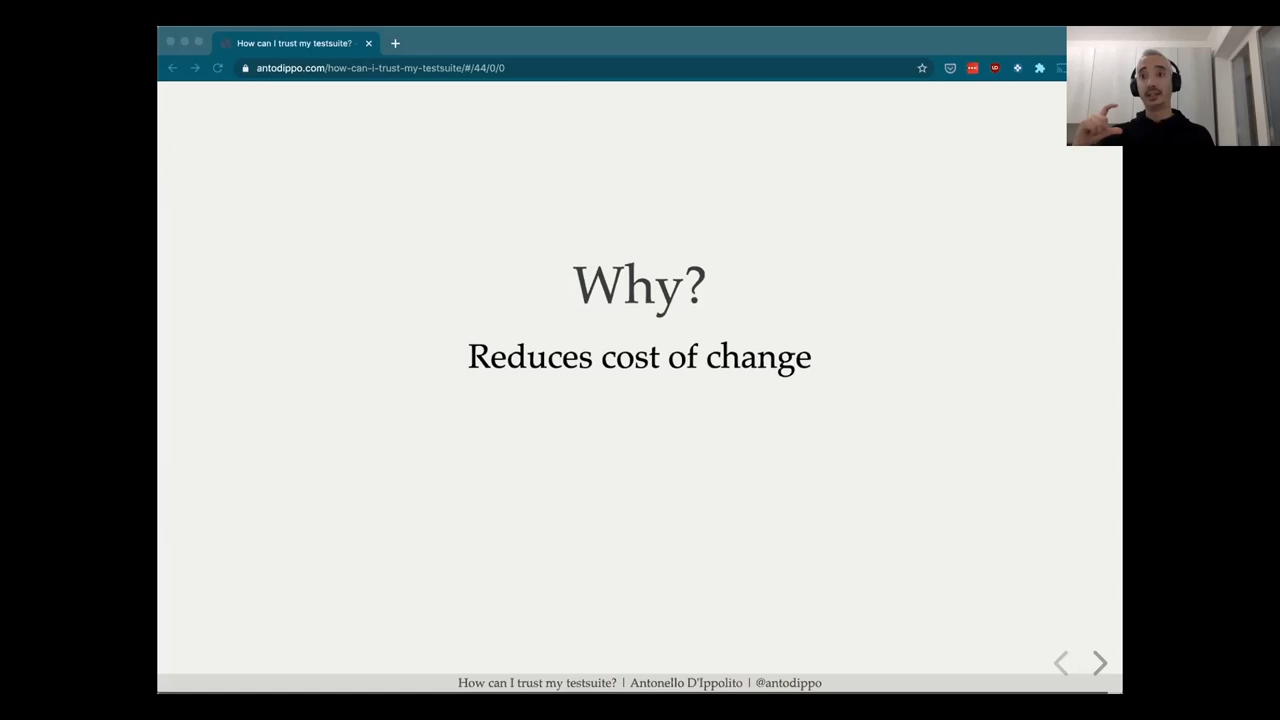 How can I trust my testsuite?
antodippo.com/how-can-i-trust-my-testsuite/#/44/0/0
Why?
Reduces cost of change
How can I trust my testsuite? | Antonello D'Ippolito | @antodippo